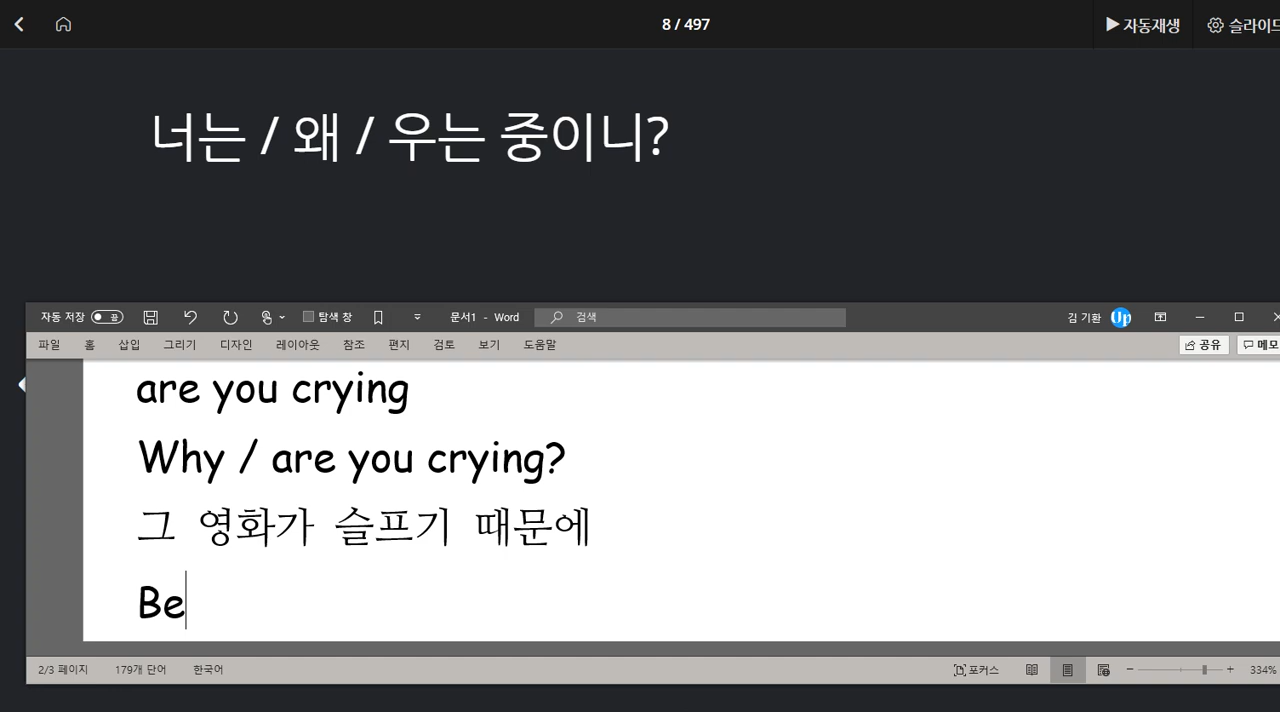 8 / 497
자동재생
슬라이드
너는 / 왜 / 우는 중이니?
자동 저장 끔
탐색 창
문서1 - Word
검색
김 기환
Up
파일 홈 삽입 그리기 디자인 레이아웃 참조 편지 검토 보기 도움말
공유
메모
are you crying
Why / are you crying?
그 영화가 슬프기 때문에
Be
2/3 페이지 179개 단어 한국어
포커스
334%